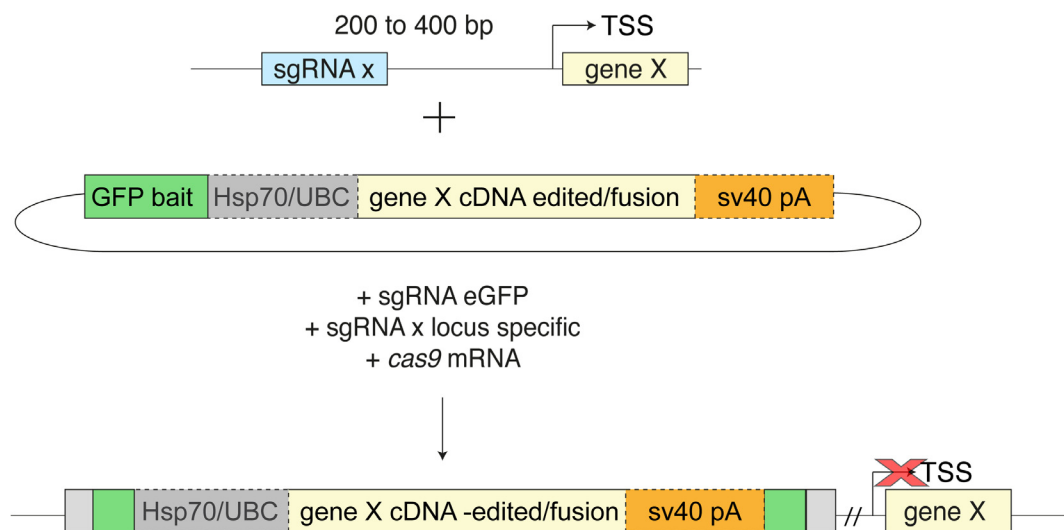 200 to 400 bp
TSS
sgRNA x
gene X
+
GFP bait
Hsp70/UBC
gene X cDNA edited/fusion
sv40 pA
+ sgRNA eGFP
+ sgRNA x locus specific
+ cas9 mRNA
TSS
Hsp70/UBC
gene X cDNA -edited/fusion
sv40 pA
//
gene X